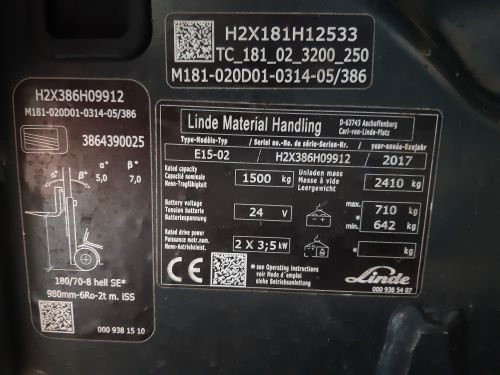 H2X181H12533
TC_181_02_3200_250
M181-020D01-0314-05/386
H2X386H09912
M181-020D01-0314-05/386
3864390025
α° β°
5,0 7,0
α° β°
180/70-8 hell SE*
980mm-6Ro-2t m. iSS
000 938 15 10
Linde Material Handling
D-63743 Aschaffenburg
Carl-von-Linde-Platz
Type-Modèle-Typ / Serial no.-No. de série-Serien-Nr. / year-année-Baujahr
E15-02 / H2X386H09912 / 2017
Rated capacity
Capacité nominale
Nenn-Tragfähigkeit
1500 kg
Unladen mass
Masse à vide
Leergewicht
2410 kg
Battery voltage
Tension batterie
Batteriespannung
24 V
max. 710 kg
min. 642 kg
Rated drive power
Puissance motr.nom.
Nenn-Antriebsleist.
2 X 3,5 kW
* kg
CE
* see Operating instructions
voir Mode d'emploi
siehe Betriebsanleitung
Linde
000 938 54 07